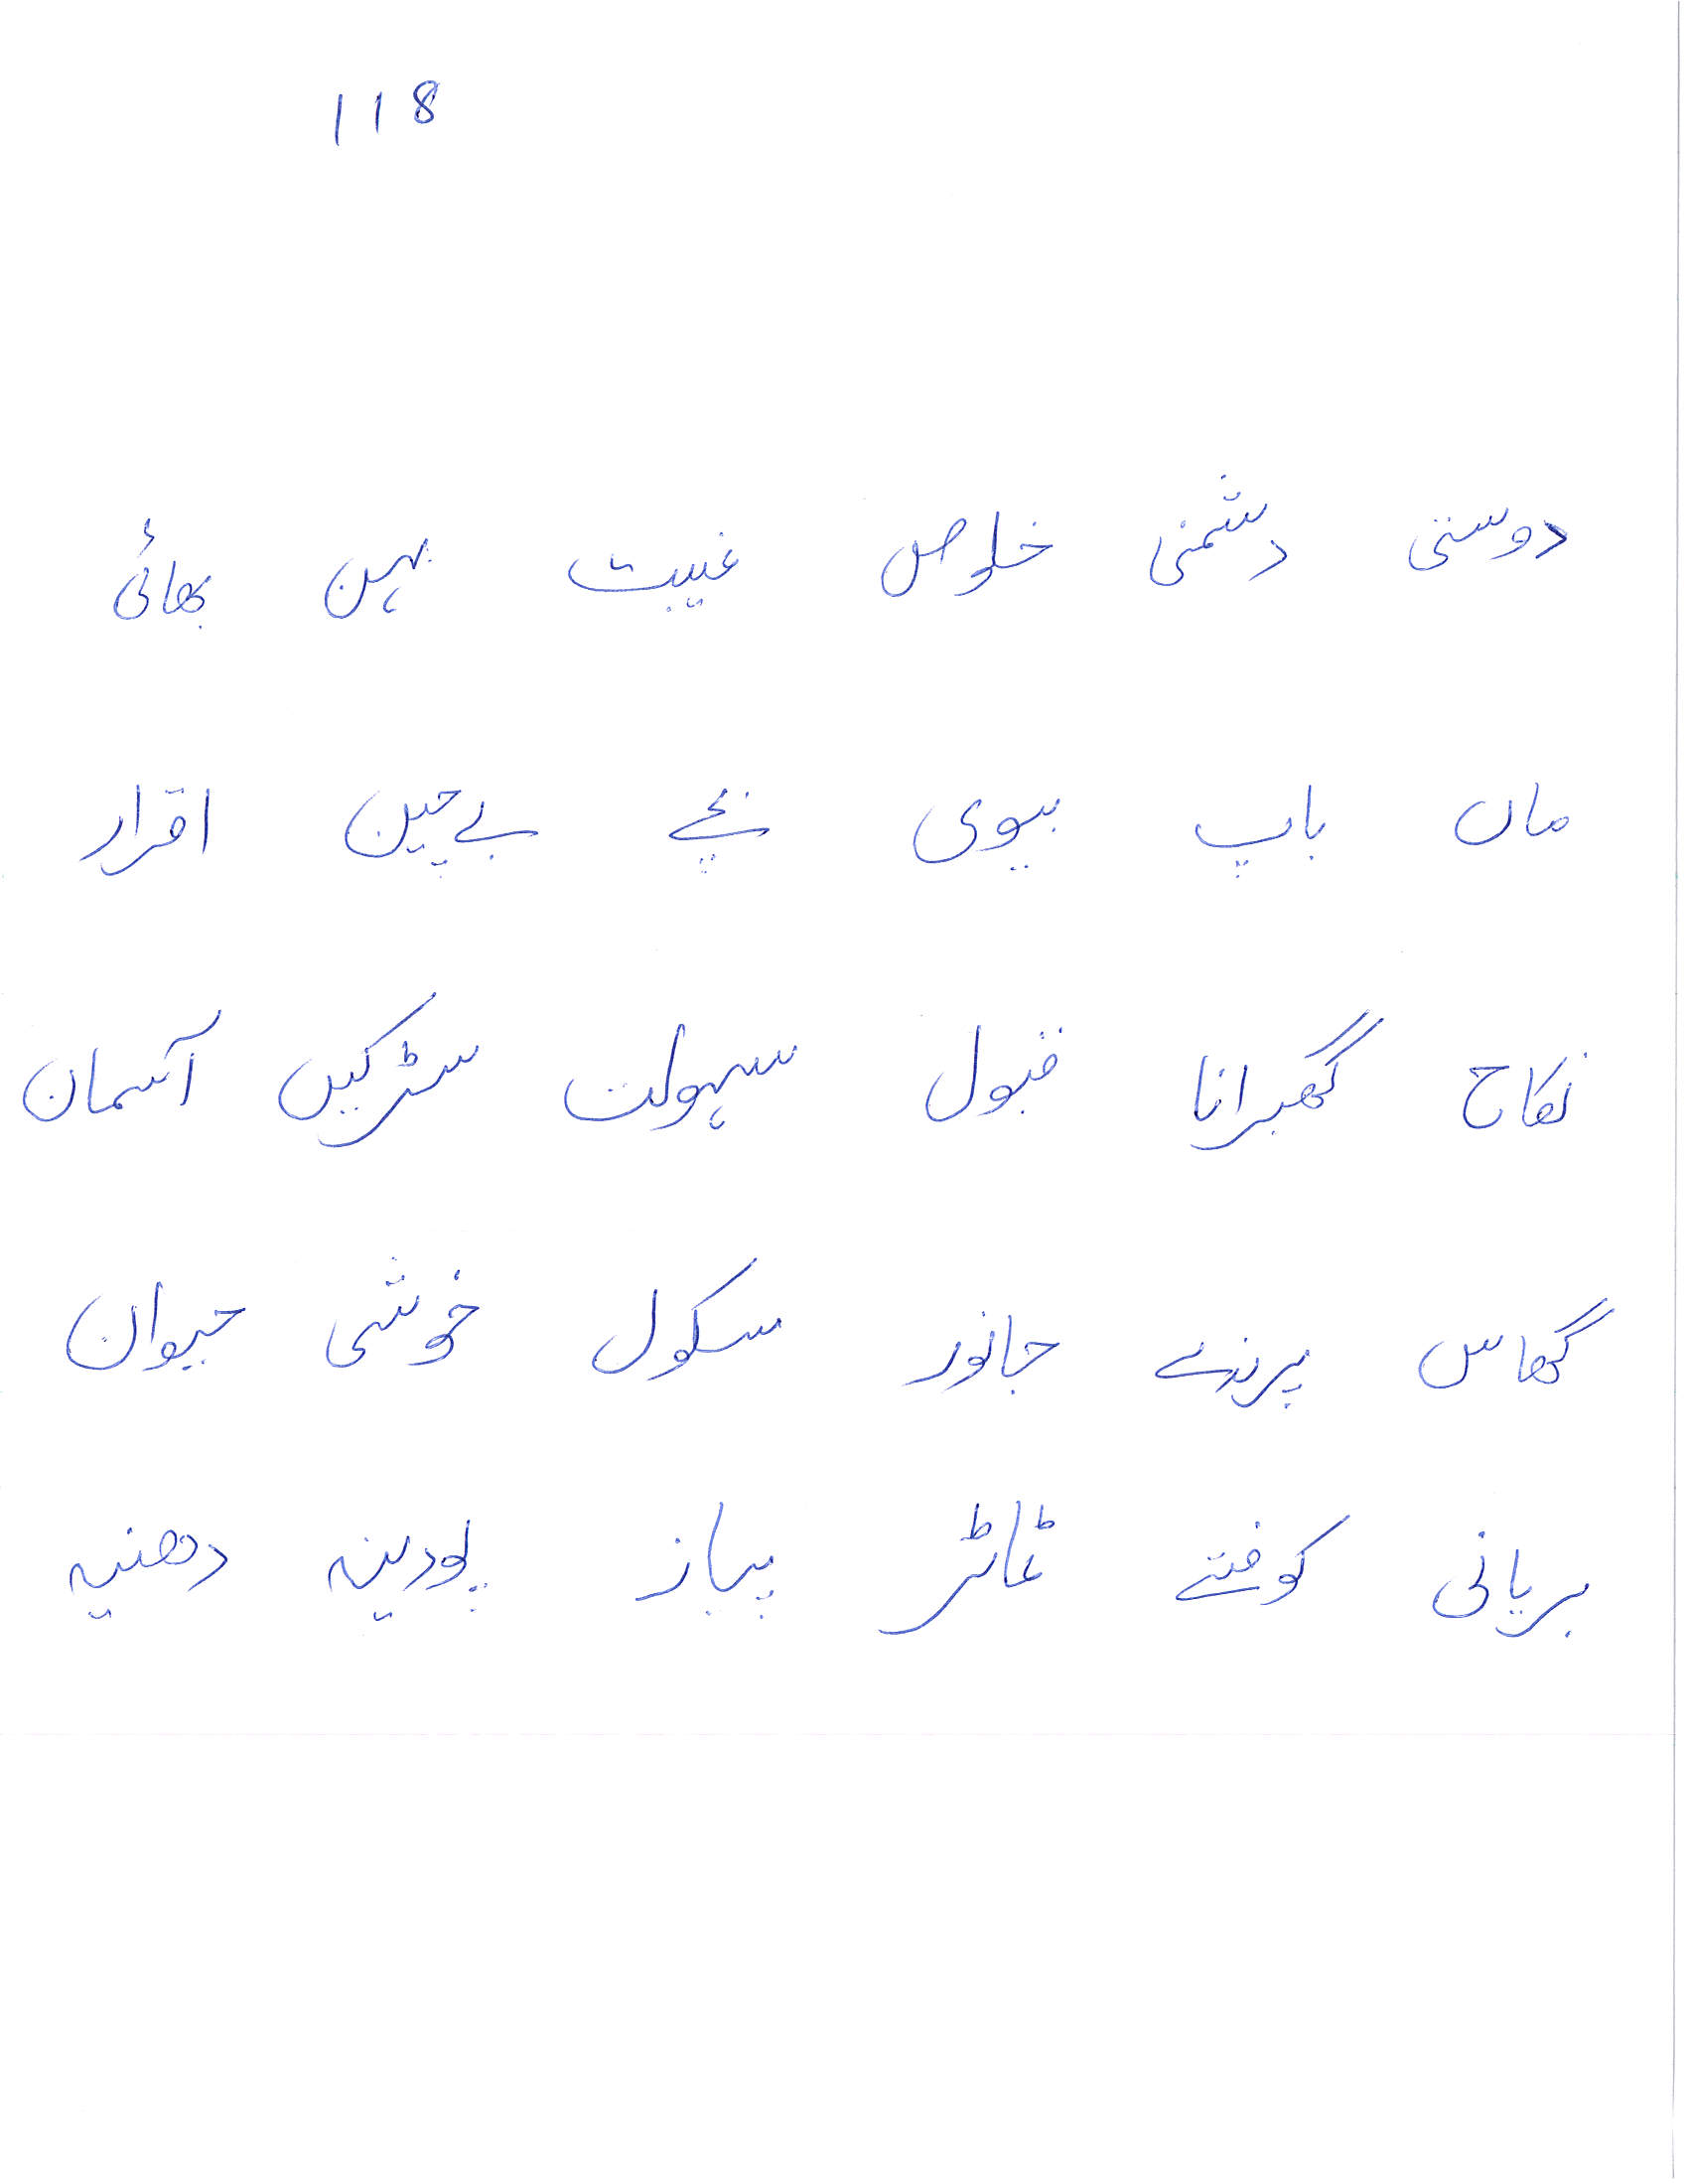 118
دوستی دشمنی خلوص غیبت بہن بھائی
ماں باپ بیوی بچے بے چین اقرار
نکاح گھبرانا قبول سہولت سڑکیں آسمان
گھاس پرندے جانور سکول خوشی حیوان
بریانی کوفتے ٹماٹر پیاز پودینہ دھنیہ